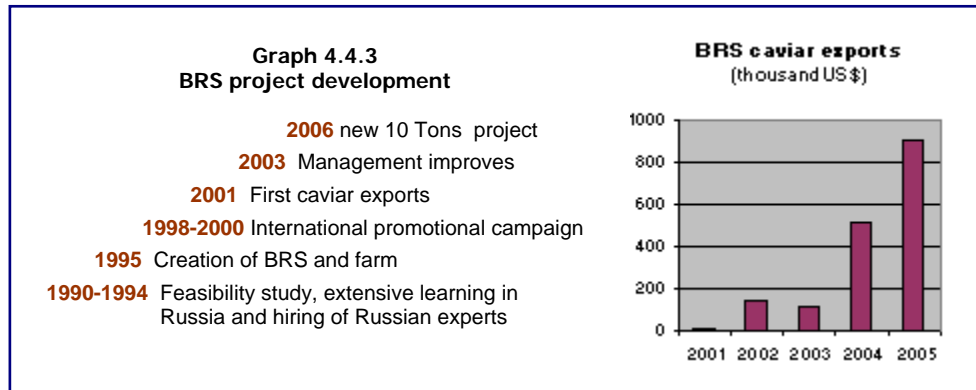 Graph 4.4.3
BRS project development
2006 new 10 Tons project
2003 Management improves
2001 First caviar exports
1998-2000 International promotional campaign
1995 Creation of BRS and farm
1990-1994 Feasibility study, extensive learning in
Russia and hiring of Russian experts
BRS caviar exports
(thousand US$)
1000
800
600
400
200
0
2001 2002 2003 2004 2005